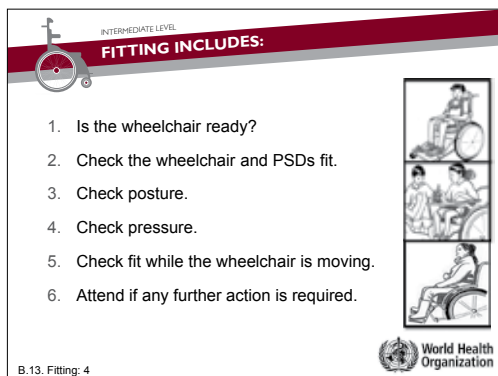 INTERMEDIATE LEVEL
FITTING INCLUDES:
1. Is the wheelchair ready?
2. Check the wheelchair and PSDs fit.
3. Check posture.
4. Check pressure.
5. Check fit while the wheelchair is moving.
6. Attend if any further action is required.
World Health
Organization
B.13. Fitting: 4